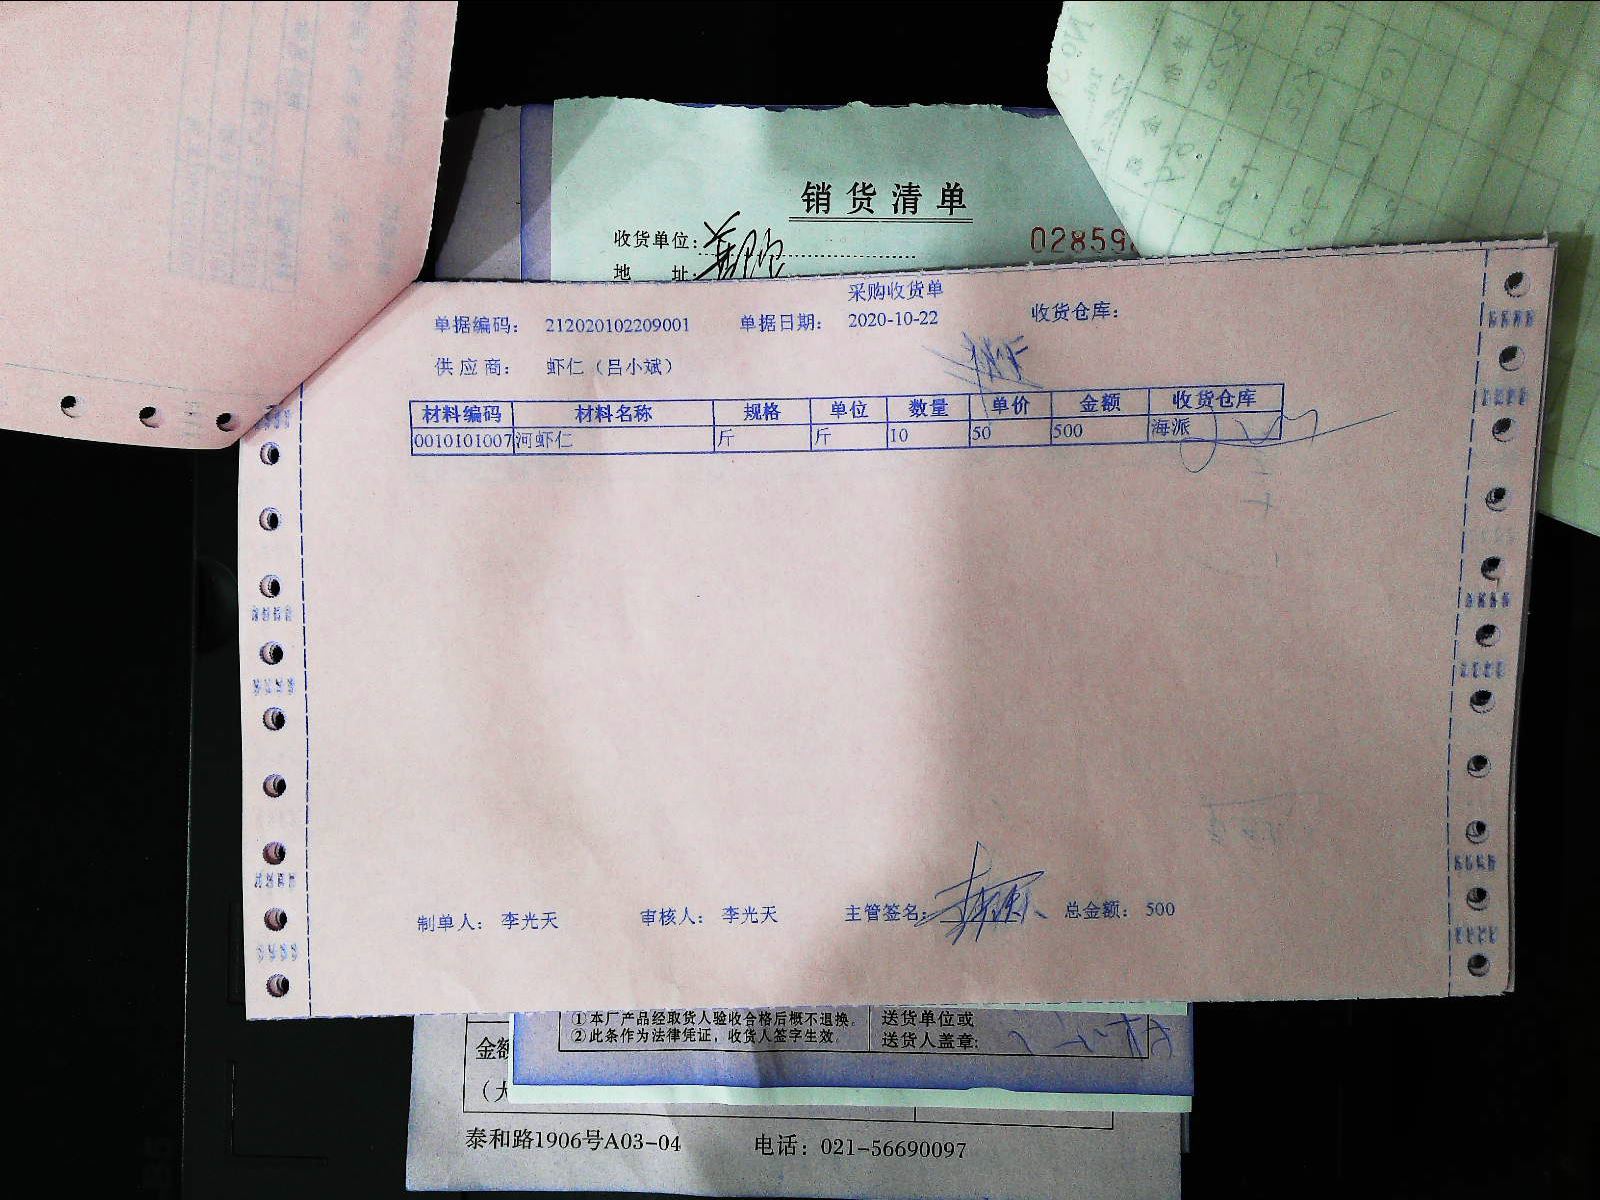 销货清单
收货单位:
02859
地 址:
采购收货单
单据编码: 212020102209001 单据日期: 2020-10-22 收货仓库:
供应商: 虾仁（吕小斌）
材料编码 材料名称 规格 单位 数量 单价 金额 收货仓库
0010101007 河虾仁 斤 斤 10 50 500 海派
制单人: 李光天 审核人: 李光天 主管签名: 总金额: 500
①本厂产品经取货人验收合格后概不退换。 送货单位或
②此条作为法律凭证，收货人签字生效。 送货人盖章:
金额
（大
泰和路1906号A03-04 电话: 021-56690097